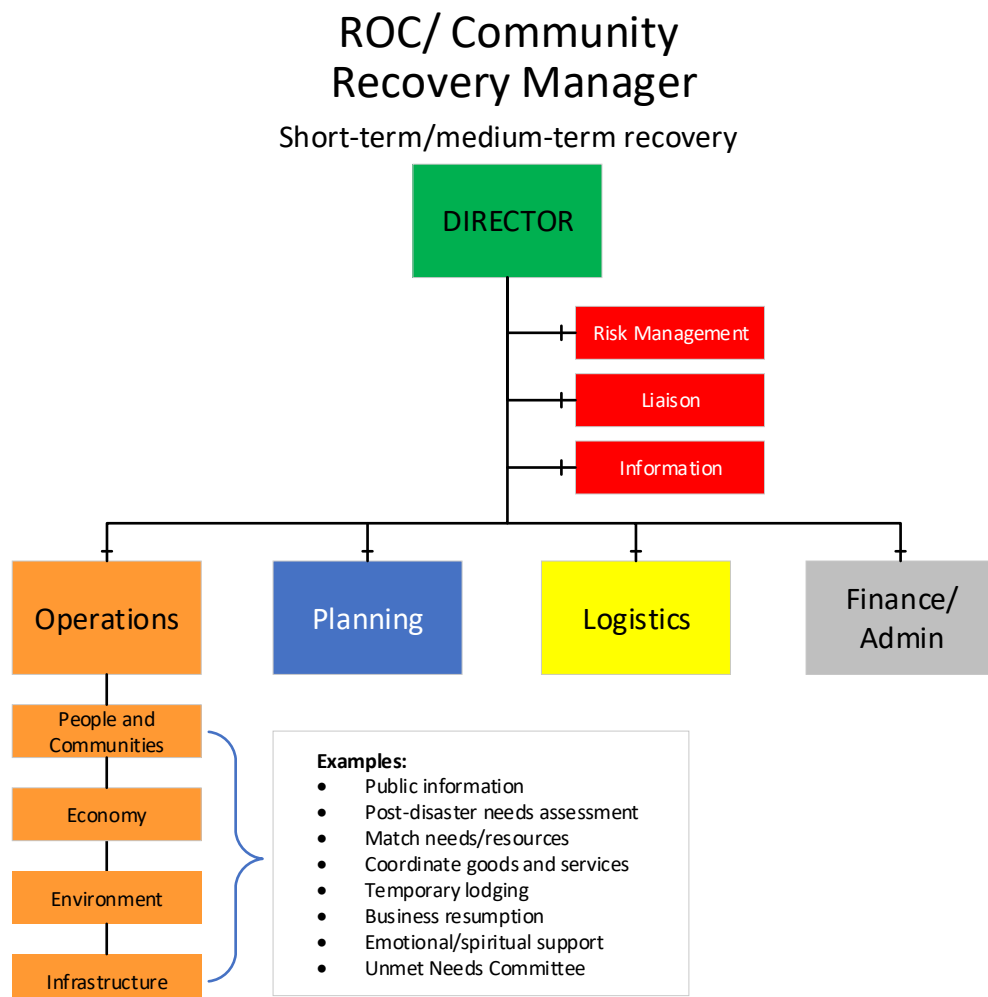 ROC/ Community
Recovery Manager
Short-term/medium-term recovery
DIRECTOR
Risk Management
Liaison
Information
Operations
Planning
Logistics
Finance/
Admin
People and
Communities
Economy
Environment
Infrastructure
Examples:
• Public information
• Post-disaster needs assessment
• Match needs/resources
• Coordinate goods and services
• Temporary lodging
• Business resumption
• Emotional/spiritual support
• Unmet Needs Committee